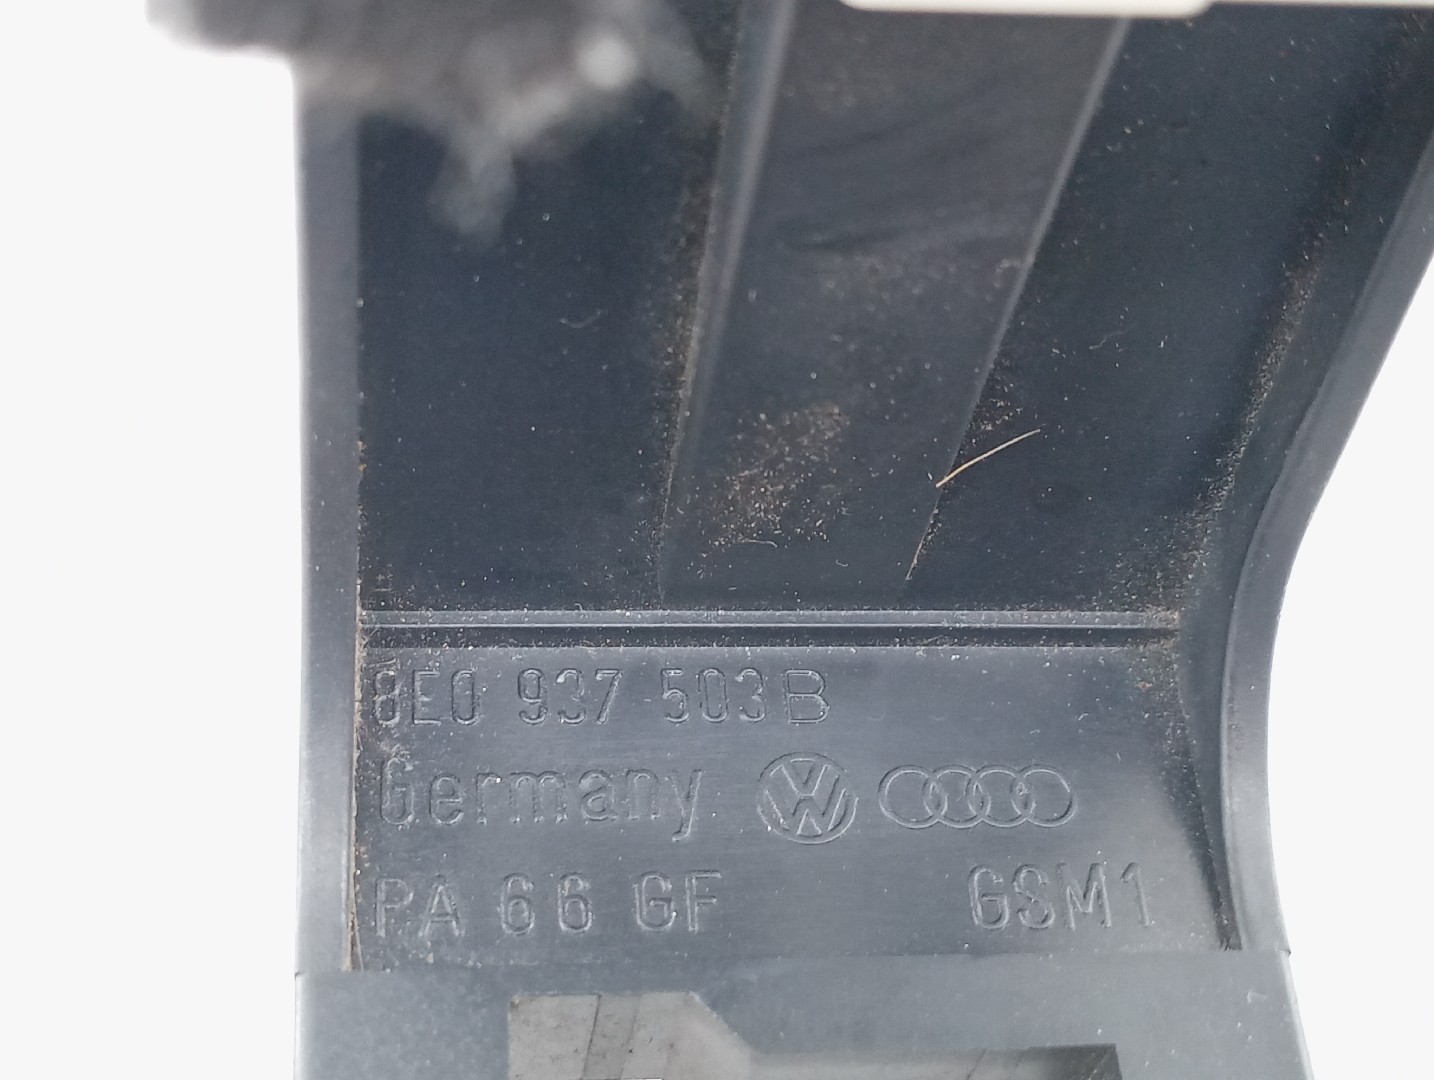 8E0 937 503 B
Germany
PA 66 GF GSM1